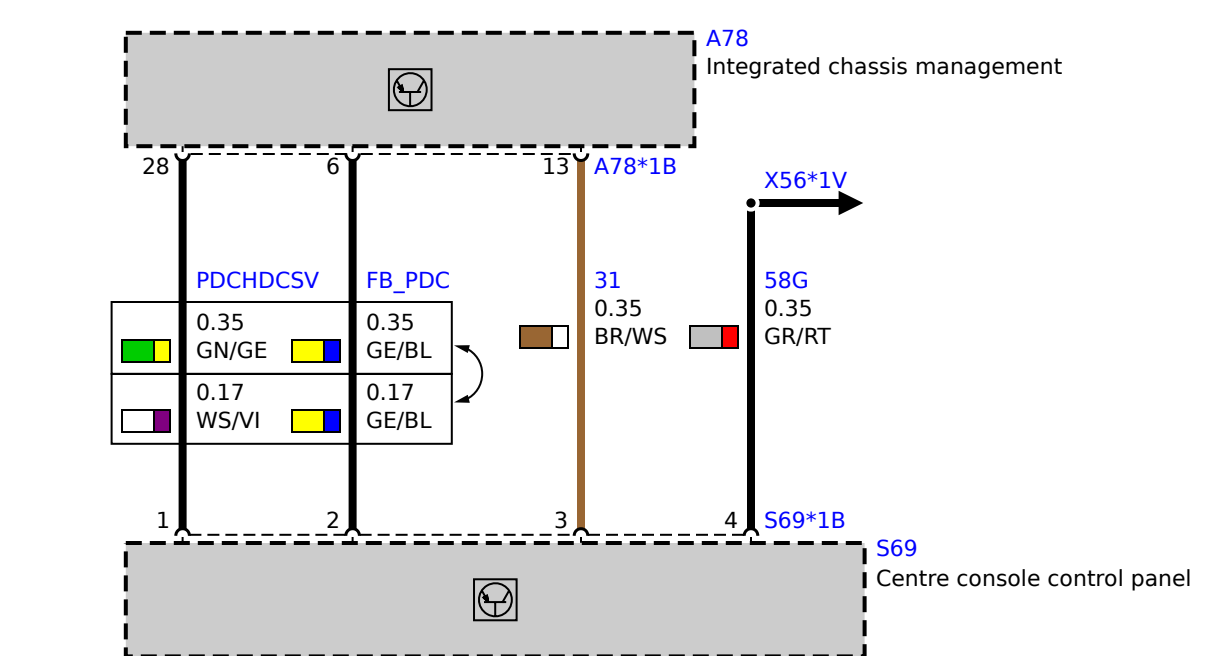 A78
Integrated chassis management
28
6
13
A78*1B
X56*1V
PDCHDCSV
FB_PDC
31
58G
0.35
0.35
0.35
0.35
GN/GE
GE/BL
BR/WS
GR/RT
0.17
0.17
WS/VI
GE/BL
1
2
3
4
S69*1B
S69
Centre console control panel